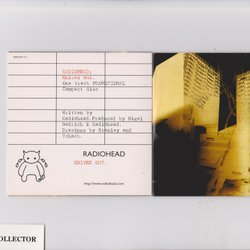 RADIOHEAD;
Knives Out.
One track PROMOTIONAL
Compact disc
Written by
Radiohead.Produced by Nigel
Godrich & Radiohead.
Drawings by Stanley and
Tchock.
RADIOHEAD
KNIVES OUT.
http://www.radiohead.com/
OLLECTOR